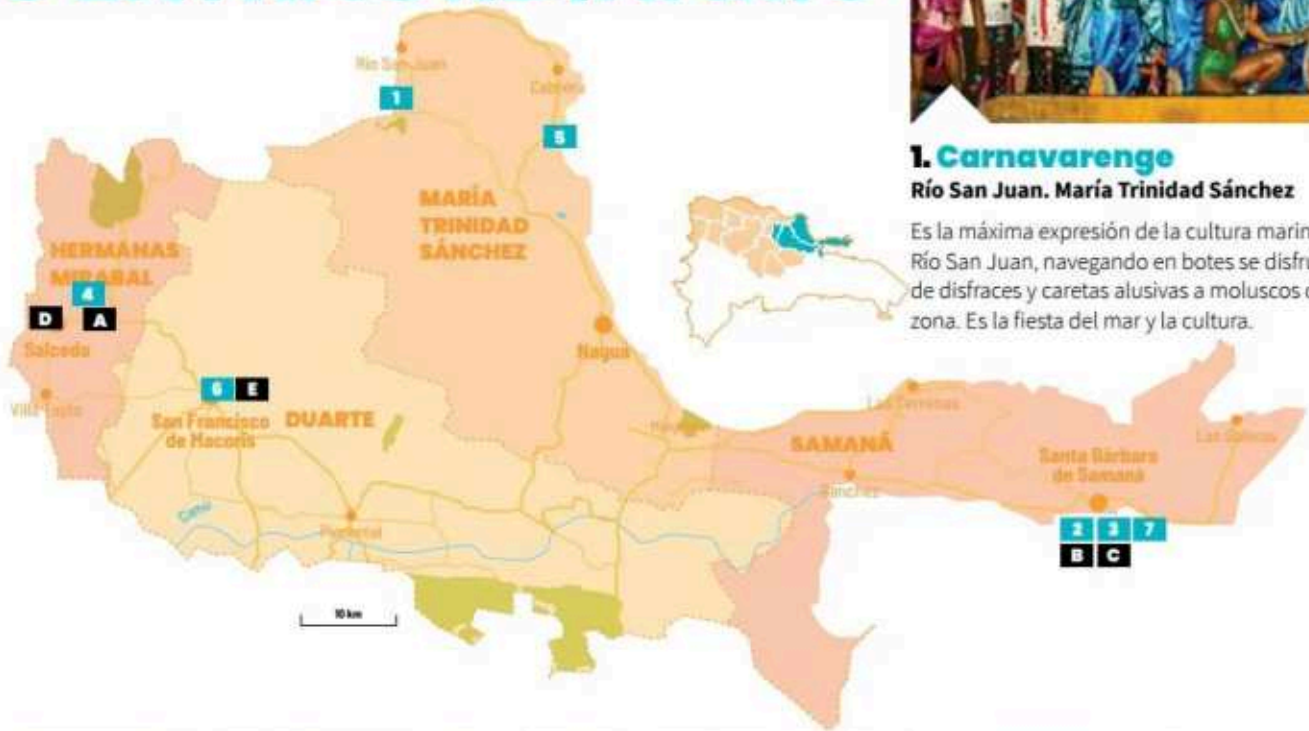 Río San Juan
Cabrera
1
5
1. Carnavarenge
Río San Juan. María Trinidad Sánchez
Es la máxima expresión de la cultura marin
Río San Juan, navegando en botes se disfru
de disfraces y caretas alusivas a moluscos
zona. Es la fiesta del mar y la cultura.
MARÍA
TRINIDAD
SÁNCHEZ
HERMANAS
MIRABAL
4
D
A
Salcedo
Nagua
Villa Tapia
6
E
San Francisco
de Macorís
DUARTE
Las Terrenas
SAMANÁ
Las Galeras
Santa Bárbara
de Samaná
Sánchez
2
3
7
B
C
Pimentel
10 km